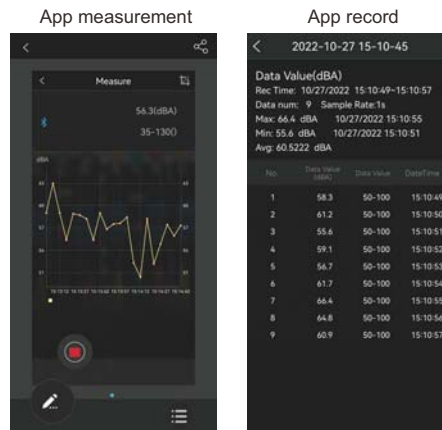 App measurement
Measure
56.3(dBA)
35-130()
dBA
App record
2022-10-27 15-10-45
Data Value(dBA)
Rec Time: 10/27/2022 15:10:49~15:10:57
Data num: 9 Sample Rate:1s
Max: 66.4 dBA 10/27/2022 15:10:55
Min: 55.6 dBA 10/27/2022 15:10:51
Avg: 60.5222 dBA
No. Data Value (dBA) Data Value DateTime
1 58.3 50-100 15:10:49
2 61.2 50-100 15:10:50
3 55.6 50-100 15:10:51
4 59.1 50-100 15:10:52
5 56.7 50-100 15:10:53
6 61.7 50-100 15:10:54
7 66.4 50-100 15:10:55
8 64.8 50-100 15:10:56
9 60.9 50-100 15:10:57